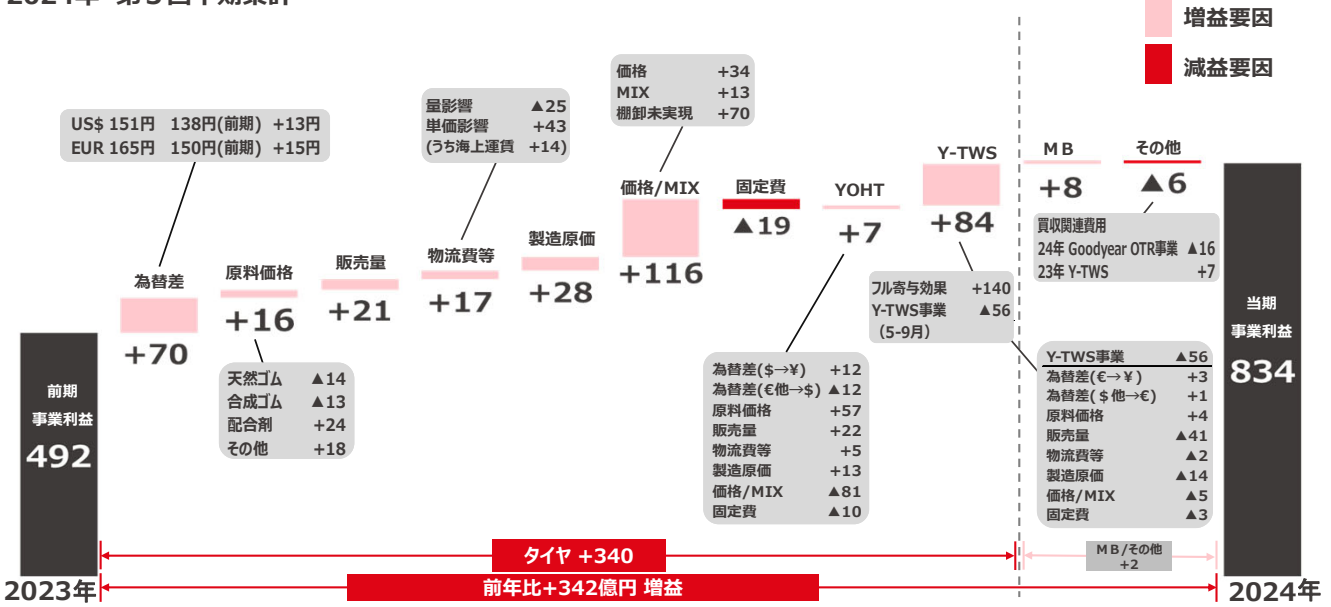 増益要因
減益要因
US$ 151円 138円(前期) +13円
EUR 165円 150円(前期) +15円
量影響 ▲25
単価影響 +43
(うち海上運賃 +14)
価格 +34
MIX +13
棚卸未実現 +70
為替差
+70
原料価格
+16
天然ゴム ▲14
合成ゴム ▲13
配合剤 +24
その他 +18
販売量
+21
物流費等
+17
製造原価
+28
価格/MIX
+116
固定費
▲19
YOHT
+7
為替差($→¥) +12
為替差(€他→$) ▲12
原料価格 +57
販売量 +22
物流費等 +5
製造原価 +13
価格/MIX ▲81
固定費 ▲10
Y-TWS
+84
フル寄与効果 +140
Y-TWS事業 ▲56
(5-9月)
Y-TWS事業 ▲56
為替差(€→¥) +3
為替差($他→€) +1
原料価格 +4
販売量 ▲41
物流費等 ▲2
製造原価 ▲14
価格/MIX ▲5
固定費 ▲3
MB
+8
その他
▲6
買収関連費用
24年 Goodyear OTR事業 ▲16
23年 Y-TWS +7
前期
事業利益
492
当期
事業利益
834
タイヤ +340
MB/その他
+2
前年比+342億円 増益
2023年
2024年